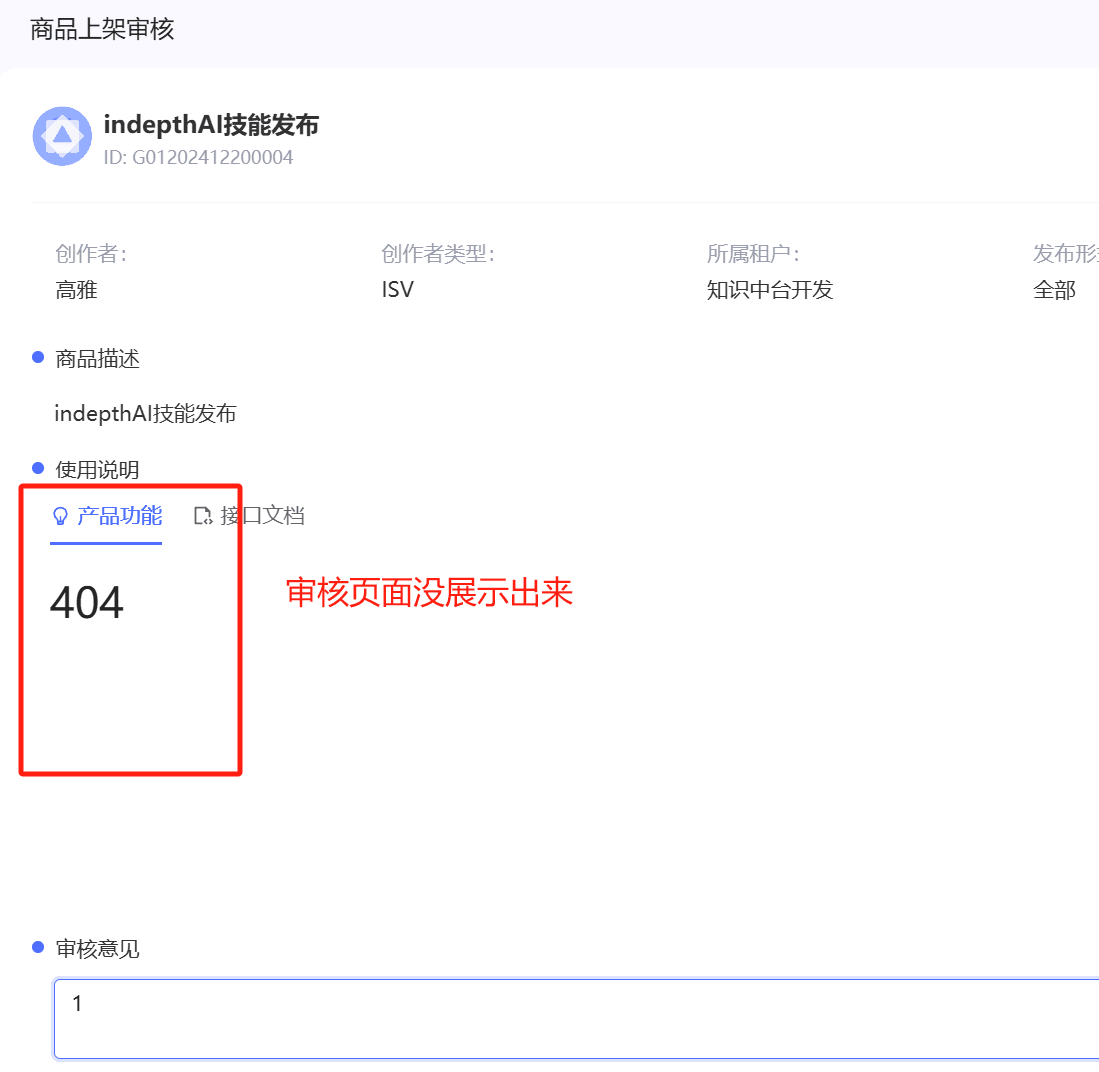 商品上架审核
indepthAI技能发布
ID: G01202412200004
创作者: 创作者类型: 所属租户: 发布形
高雅 ISV 知识中台开发 全部
商品描述
indepthAI技能发布
使用说明
产品功能 接口文档
404
审核页面没展示出来
审核意见
1